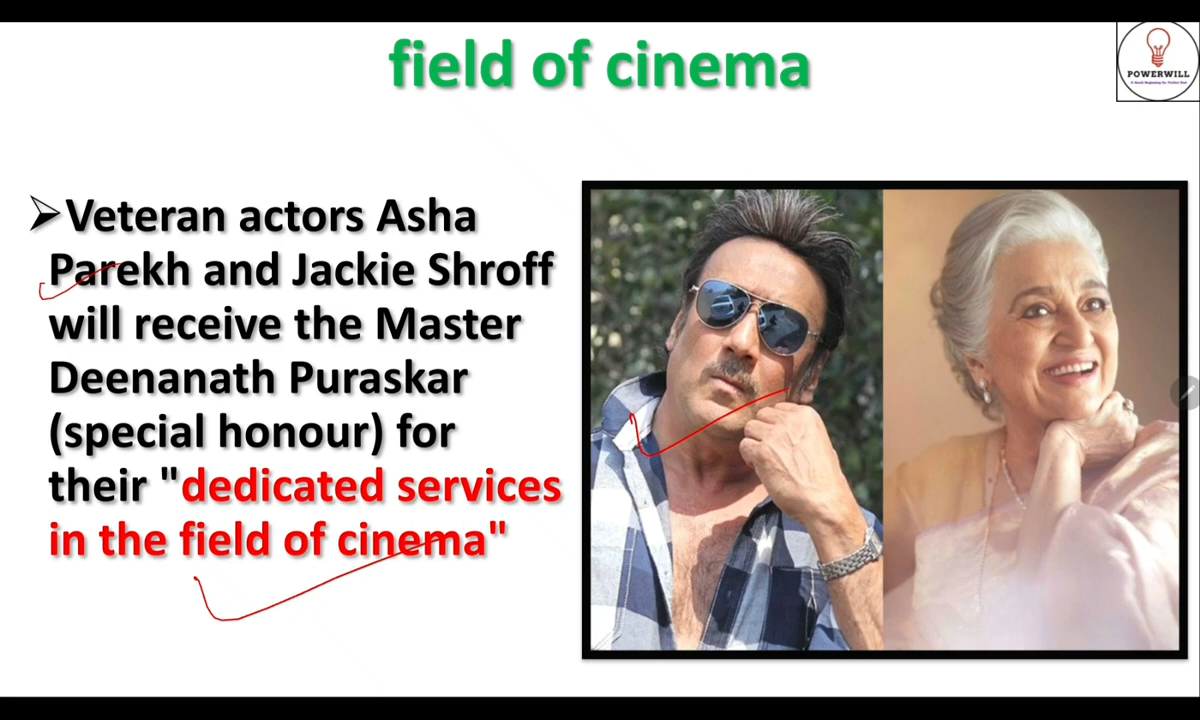 field of cinema
POWERWILL
➢Veteran actors Asha
Parekh and Jackie Shroff
will receive the Master
Deenanath Puraskar
(special honour) for
their "dedicated services
in the field of cinema"